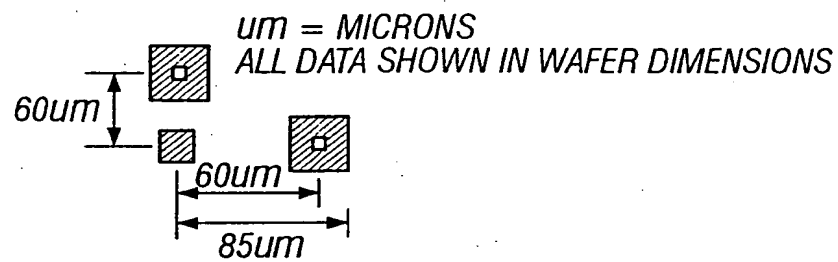 um = MICRONS
ALL DATA SHOWN IN WAFER DIMENSIONS
60um
60um
85um